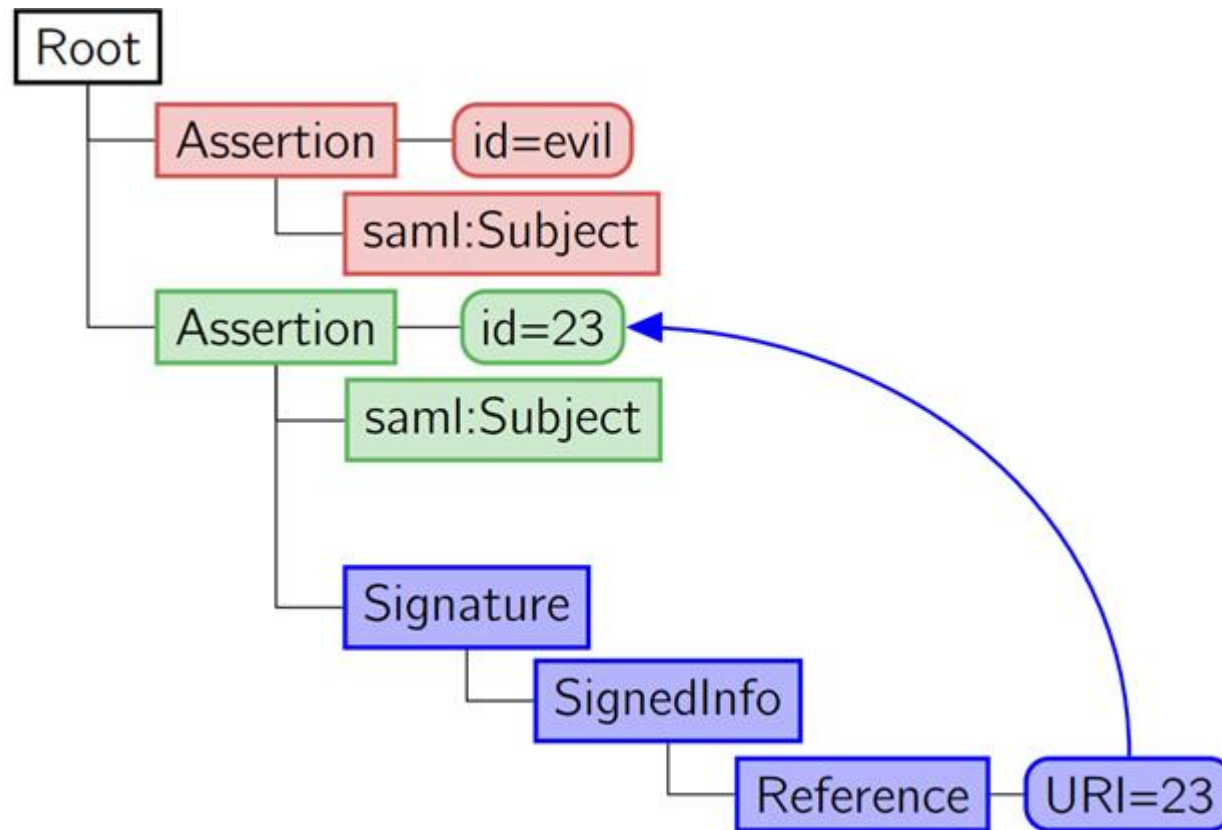 Root
Assertion
id=evil
saml:Subject
Assertion
id=23
saml:Subject
Signature
SignedInfo
Reference
URI=23